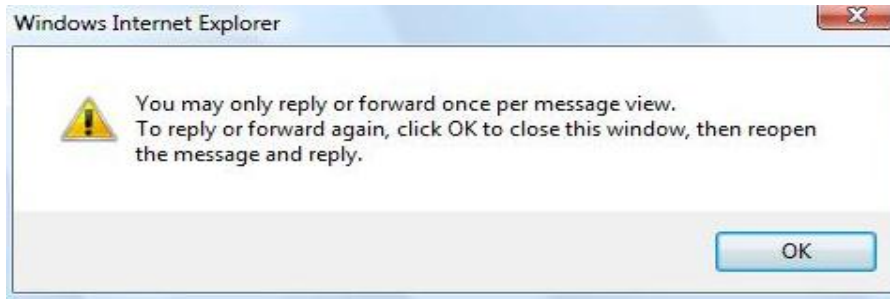 Windows Internet Explorer
You may only reply or forward once per message view.
To reply or forward again, click OK to close this window, then reopen
the message and reply.
OK